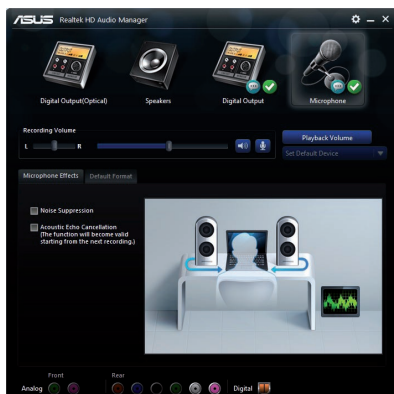 ASUS Realtek HD Audio Manager
Digital Output(Optical)
Speakers
Digital Output
Microphone
Recording Volume
L
R
Playback Volume
Set Default Device
Microphone Effects
Default Format
Noise Suppression
Acoustic Echo Cancellation
(The function will become valid
starting from the next recording.)
Front
Rear
Analog
Digital